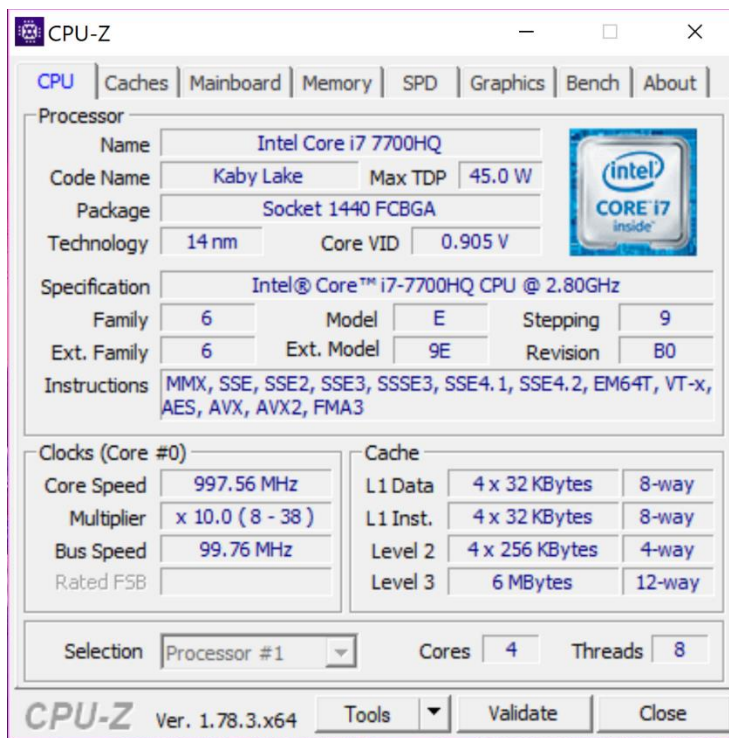 CPU-Z
CPU Caches Mainboard Memory SPD Graphics Bench About
Processor
Name Intel Core i7 7700HQ
Code Name Kaby Lake Max TDP 45.0 W
Package Socket 1440 FCBGA
Technology 14 nm Core VID 0.905 V
intel
CORE i7
inside™
Specification Intel® Core™ i7-7700HQ CPU @ 2.80GHz
Family 6 Model E Stepping 9
Ext. Family 6 Ext. Model 9E Revision B0
Instructions MMX, SSE, SSE2, SSE3, SSSE3, SSE4.1, SSE4.2, EM64T, VT-x,
AES, AVX, AVX2, FMA3
Clocks (Core #0)
Core Speed 997.56 MHz
Multiplier x 10.0 ( 8 - 38 )
Bus Speed 99.76 MHz
Rated FSB
Cache
L1 Data 4 x 32 KBytes 8-way
L1 Inst. 4 x 32 KBytes 8-way
Level 2 4 x 256 KBytes 4-way
Level 3 6 MBytes 12-way
Selection Processor #1 Cores 4 Threads 8
CPU-Z Ver. 1.78.3.x64 Tools Validate Close